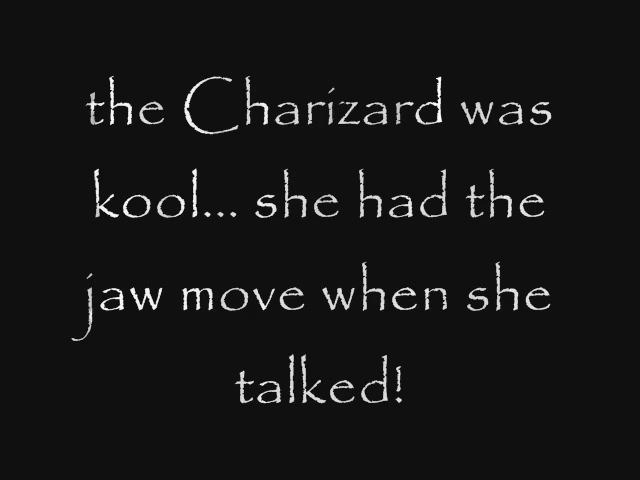 the Charizard was
kool... she had the
jaw move when she
talked!